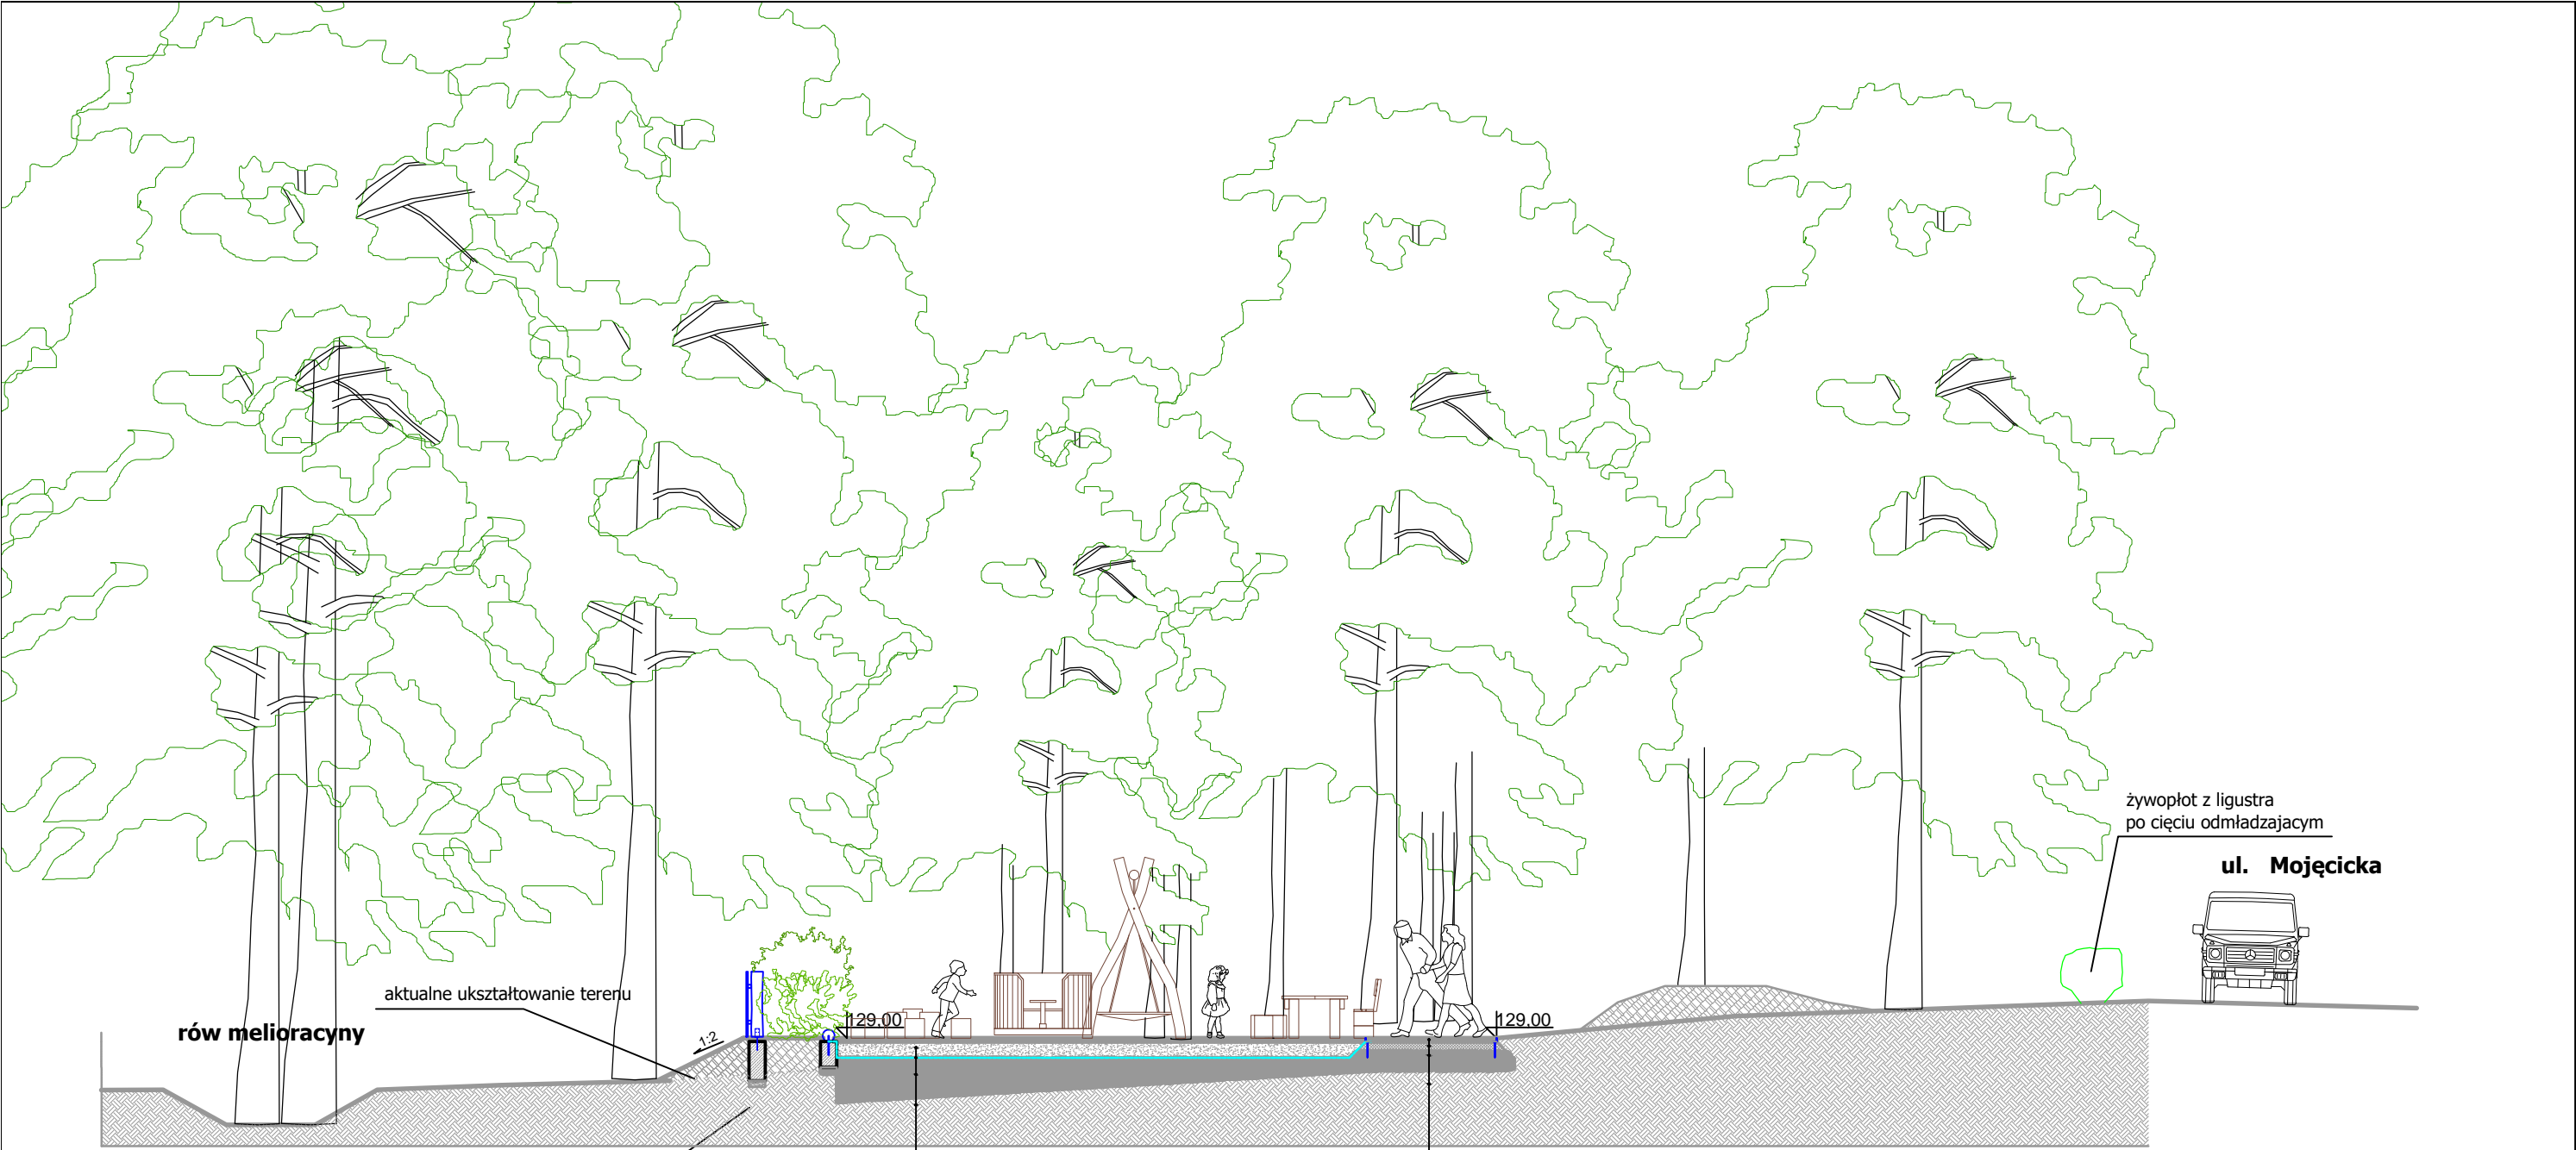 żywopłot z ligustra
po cięciu odmładzajacym
ul. Mojęcicka
aktualne ukształtowanie terenu
rów melioracyny
1:2
129,00
129,00